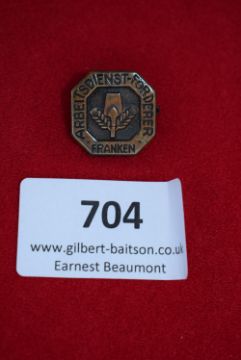 ARBEITSDIENST-FÖRDERER
FRANKEN
704
www.gilbert-baitson.co.uk
Earnest Beaumont